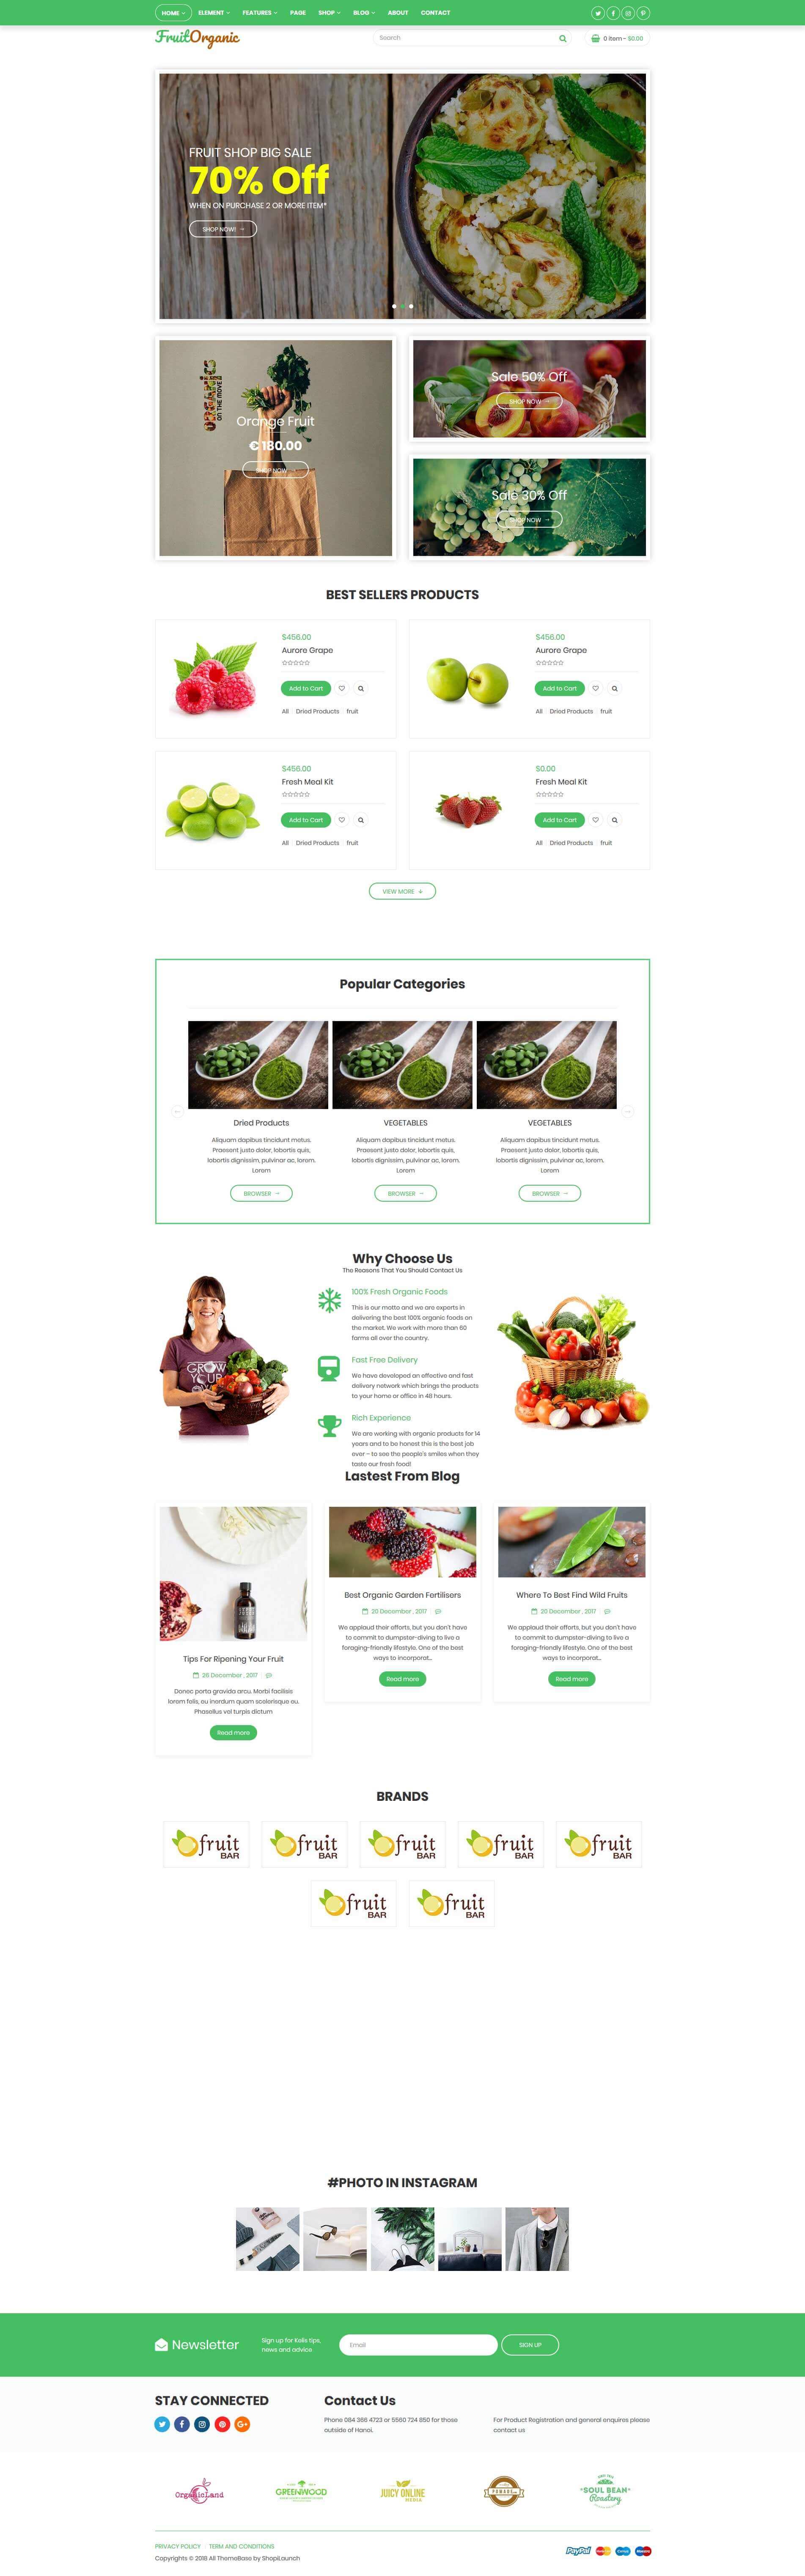 HOME ELEMENT FEATURES PAGE SHOP BLOG ABOUT CONTACT
FruitOrganic
Search
0 item - $0.00
FRUIT SHOP BIG SALE
70% Off
WHEN ON PURCHASE 2 OR MORE ITEM*
SHOP NOW! →
ORGANICS
ON THE MOVE
Orange Fruit
€ 180.00
SHOP NOW
Sale 50% Off
SHOP NOW →
Sale 30% Off
SHOP NOW →
BEST SELLERS PRODUCTS
$456.00
Aurore Grape
Add to Cart
All Dried Products fruit
$456.00
Aurore Grape
Add to Cart
All Dried Products fruit
$456.00
Fresh Meal Kit
Add to Cart
All Dried Products fruit
$0.00
Fresh Meal Kit
Add to Cart
All Dried Products fruit
VIEW MORE +
Popular Categories
Dried Products
Aliquam dapibus tincidunt metus.
Praesent justo dolor, lobortis quis,
lobortis dignissim, pulvinar ac, lorem.
Lorem
BROWSER →
VEGETABLES
Aliquam dapibus tincidunt metus.
Praesent justo dolor, lobortis quis,
lobortis dignissim, pulvinar ac, lorem.
Lorem
BROWSER →
VEGETABLES
Aliquam dapibus tincidunt metus.
Praesent justo dolor, lobortis quis,
lobortis dignissim, pulvinar ac, lorem.
Lorem
BROWSER →
Why Choose Us
The Reasons That You Should Contact Us
GROW
YOUR
100% Fresh Organic Foods
This is our motto and we are experts in
delivering the best 100% organic foods on
the market. We work with more than 60
farms all over the country.
Fast Free Delivery
We have developed an effective and fast
delivery network which brings the products
to your home or office in 48 hours.
Rich Experience
We are working with organic products for 14
years and to be honest this is the best job
ever – to see the people's smiles when they
taste our fresh food!
Lastest From Blog
Tips For Ripening Your Fruit
26 December , 2017
Donec porta gravida arcu. Morbi facilisis
lorem felis, eu inerdum quam scelerisque eu.
Phasellus vel turpis dictum
Read more
Best Organic Garden Fertilisers
20 December , 2017
We applaud their efforts, but you don't have
to commit to dumpster-diving to live a
foraging-friendly lifestyle. One of the best
ways to incorporat...
Read more
Where To Best Find Wild Fruits
20 December , 2017
We applaud their efforts, but you don't have
to commit to dumpster-diving to live a
foraging-friendly lifestyle. One of the best
ways to incorporat...
Read more
BRANDS
fruit BAR
fruit BAR
fruit BAR
fruit BAR
fruit BAR
fruit BAR
fruit BAR
#PHOTO IN INSTAGRAM
Newsletter
Sign up for Rells tips,
news and advice
Email
SIGN UP
STAY CONNECTED
Contact Us
Phone 084 366 4723 or 5560 724 850 for those
outside of Hanoi.
For Product Registration and general enquires please
contact us
OrganicLand
GREENWOOD
JUICY ONLINE
MEDIA
"SOUL BEAN"
Roastery
PRIVACY POLICY TERM AND CONDITIONS
Copyrights © 2018 All ThemeBase by ShopiLaunch
PayPal